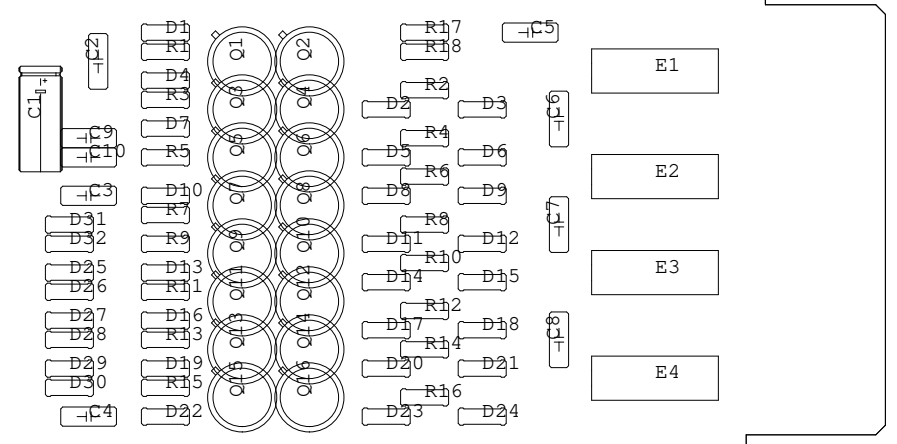 D1 R17 C5
R1 Q1 Q2 R18
C2 E1
D4 R2
C1 R3 Q3 Q4 D2 D3 C6
D7 R4
C9 Q5 Q6
C10 R5 D5 D6
R6 E2
C3 D10 Q7 Q8 D8 D9
R7 C7
D31 R8
D32 R9 Q9 Q10 D11 D12
R10
D25 D13 D14 D15 E3
D26 R11 Q11 Q12
R12
D27 D16 D17 D18 C8
D28 R13 Q13 Q14
R14
D29 D19 D20 D21 E4
D30 R15 Q15 Q16
R16
C4 D22 D23 D24